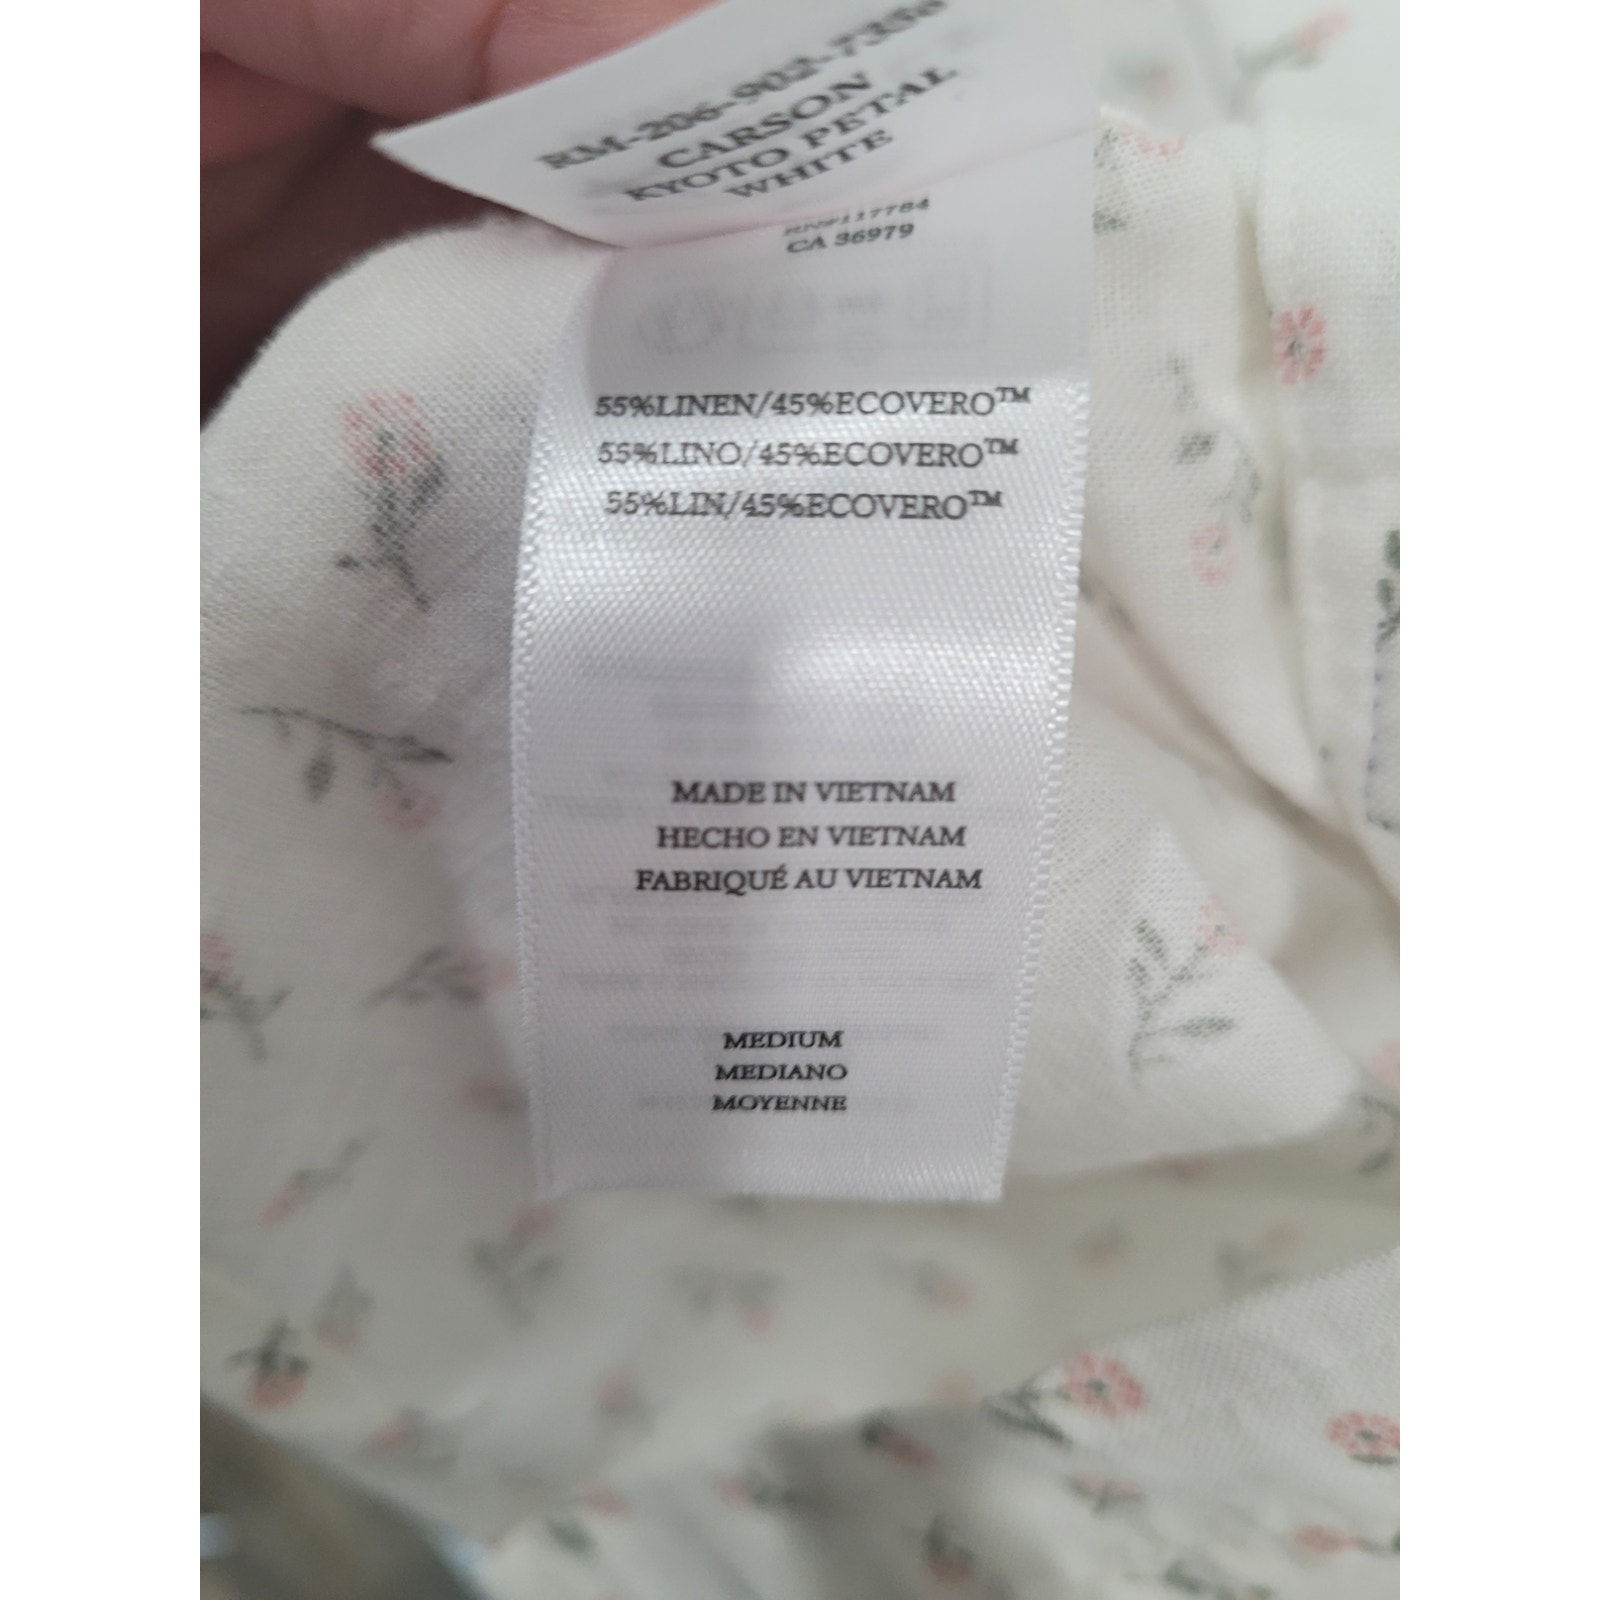 CARSON
KYOTO PETAL
WHITE
CA 36979
55%LINEN/45%ECOVERO™
55%LINO/45%ECOVERO™
55%LIN/45%ECOVERO™
MADE IN VIETNAM
HECHO EN VIETNAM
FABRIQUÉ AU VIETNAM
MEDIUM
MEDIANO
MOYENNE